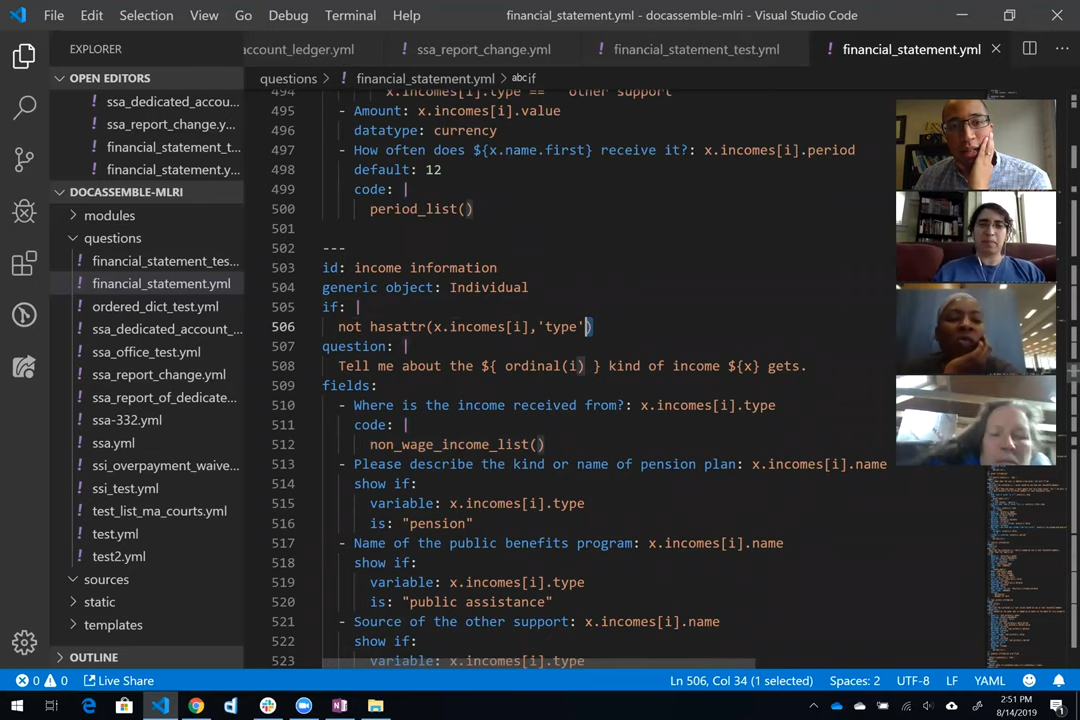 File Edit Selection View Go Debug Terminal Help financial_statement.yml - docassemble-mlri - Visual Studio Code
EXPLORER
account_ledger.yml ! ssa_report_change.yml ! financial_statement_test.yml ! financial_statement.yml
OPEN EDITORS
! ssa_dedicated_accou...
! ssa_report_change.y...
! financial_statement_t...
! financial_statement.y...
DOCASSEMBLE-MLRI
modules
questions
! financial_statement_tes...
! financial_statement.yml
! ordered_dict_test.yml
! ssa_dedicated_account_...
! ssa_office_test.yml
! ssa_report_change.yml
! ssa_report_of_dedicate...
! ssa-332.yml
! ssa.yml
! ssi_overpayment_waive...
! ssi_test.yml
! test_list_ma_courts.yml
! test.yml
! test2.yml
sources
static
templates
OUTLINE
questions > ! financial_statement.yml > abc if
494 x.incomes[i].type == "other support"
495 - Amount: x.incomes[i].value
496 datatype: currency
497 - How often does ${x.name.first} receive it?: x.incomes[i].period
498 default: 12
499 code: |
500 period_list()
501
502 ---
503 id: income information
504 generic object: Individual
505 if: |
506 not hasattr(x.incomes[i],'type')
507 question: |
508 Tell me about the ${ ordinal(i) } kind of income ${x} gets.
509 fields:
510 - Where is the income received from?: x.incomes[i].type
511 code: |
512 non_wage_income_list()
513 - Please describe the kind or name of pension plan: x.incomes[i].name
514 show if:
515 variable: x.incomes[i].type
516 is: "pension"
517 - Name of the public benefits program: x.incomes[i].name
518 show if:
519 variable: x.incomes[i].type
520 is: "public assistance"
521 - Source of the other support: x.incomes[i].name
522 show if:
523 variable: x.incomes[i].type
0 0 Live Share Ln 506, Col 34 (1 selected) Spaces: 2 UTF-8 LF YAML
2:51 PM
8/14/2019